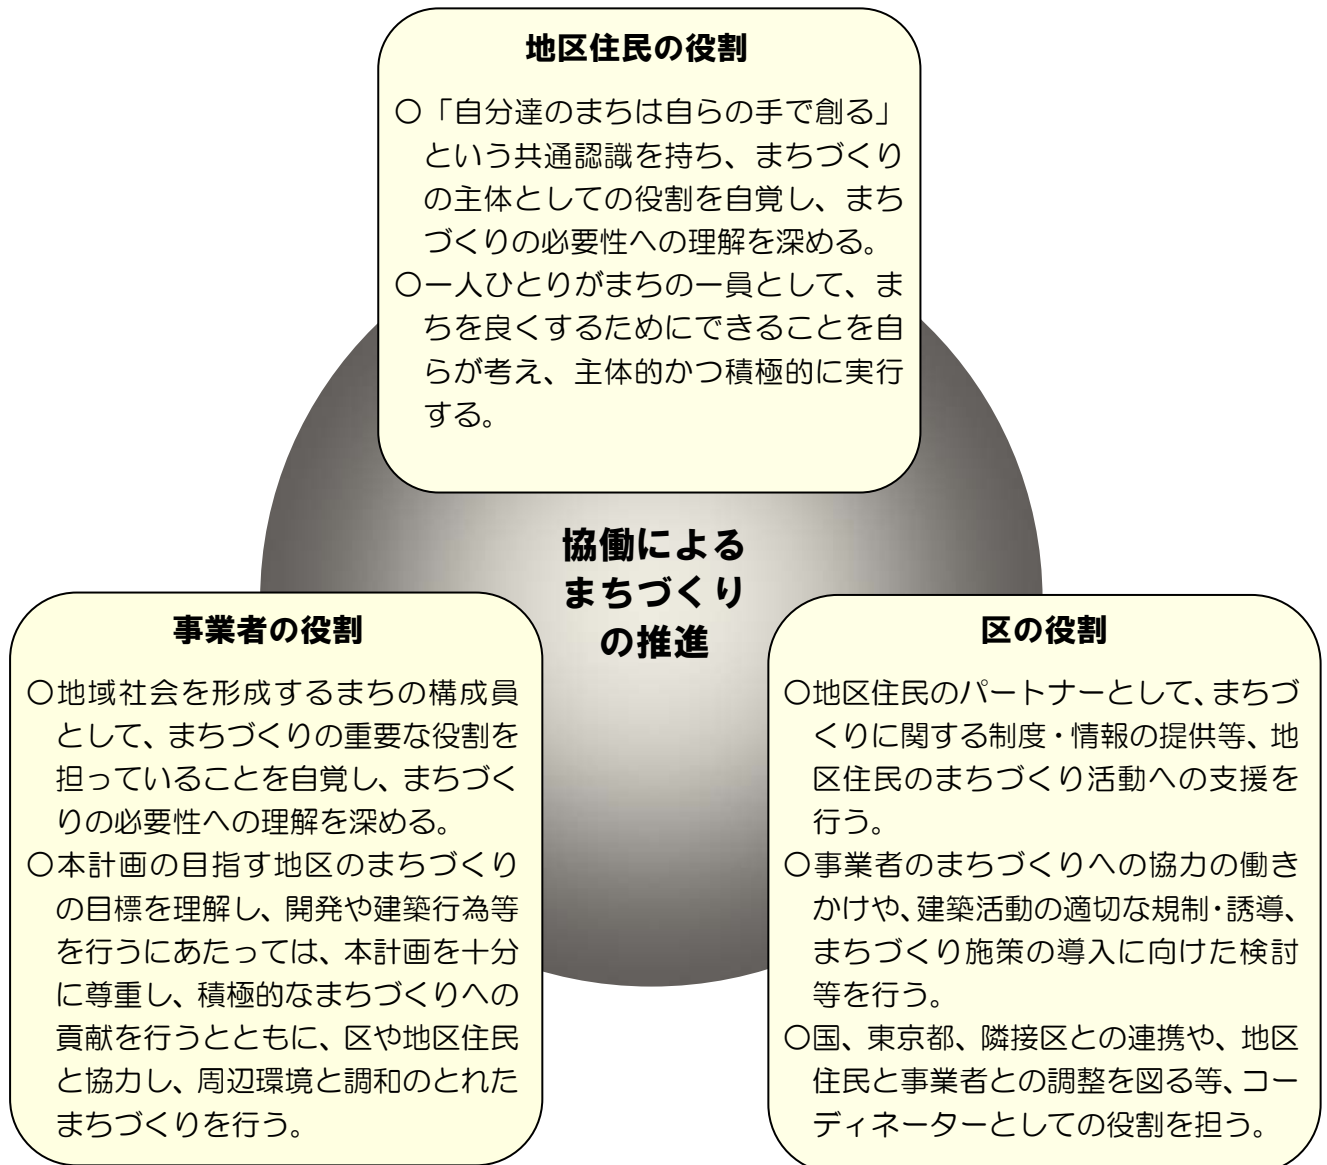 地区住民の役割
〇「自分達のまちは自らの手で創る」
という共通認識を持ち、まちづくり
の主体としての役割を自覚し、まち
づくりの必要性への理解を深める。
〇一人ひとりがまちの一員として、ま
ちを良くするためにできることを自
らが考え、主体的かつ積極的に実行
する。
協働による
まちづくり
の推進
事業者の役割
〇地域社会を形成するまちの構成員
として、まちづくりの重要な役割を
担っていることを自覚し、まちづく
りの必要性への理解を深める。
〇本計画の目指す地区のまちづくり
の目標を理解し、開発や建築行為等
を行うにあたっては、本計画を十分
に尊重し、積極的なまちづくりへの
貢献を行うとともに、区や地区住民
と協力し、周辺環境と調和のとれた
まちづくりを行う。
区の役割
〇地区住民のパートナーとして、まちづ
くりに関する制度・情報の提供等、地
区住民のまちづくり活動への支援を
行う。
〇事業者のまちづくりへの協力の働き
かけや、建築活動の適切な規制・誘導、
まちづくり施策の導入に向けた検討
等を行う。
〇国、東京都、隣接区との連携や、地区
住民と事業者との調整を図る等、コー
ディネーターとしての役割を担う。